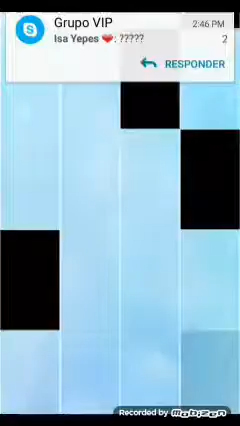 Grupo VIP
2:46 PM
Isa Yepes ❤: ?????
2
RESPONDER
Recorded by mobizen